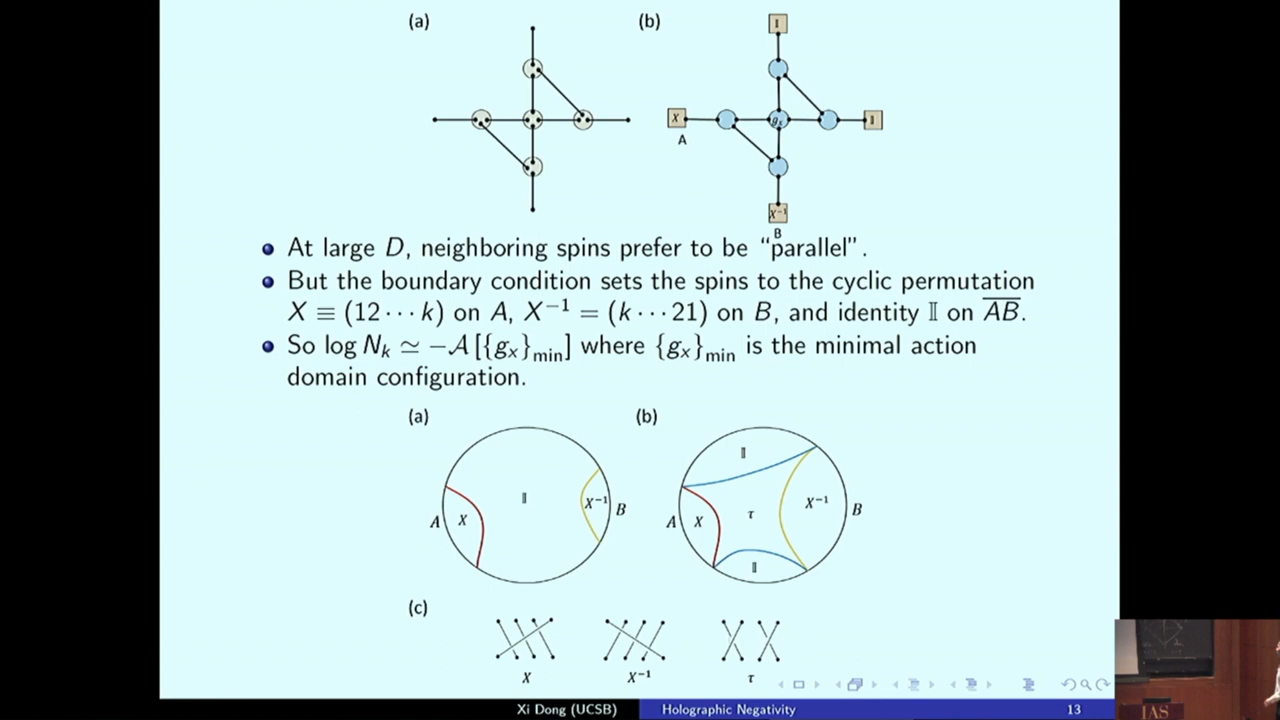 (a) (b)
𝕀
X g_x 𝕀
A
X⁻¹
B
At large D, neighboring spins prefer to be “parallel”.
But the boundary condition sets the spins to the cyclic permutation
X ≡ (12 ⋯ k) on A, X⁻¹ = (k ⋯ 21) on B, and identity 𝕀 on \overline{AB}.
So log N_k ≃ −𝒜 [{g_x}_min] where {g_x}_min is the minimal action
domain configuration.
(a) (b)
A X 𝕀 X⁻¹ B
𝕀
A X τ X⁻¹ B
𝕀
(c)
X X⁻¹ τ
Xi Dong (UCSB) Holographic Negativity 13
IAS